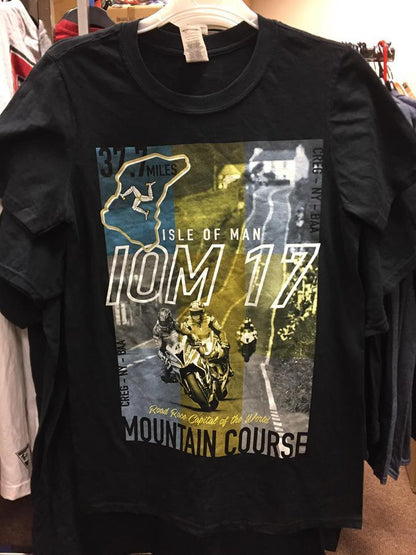 37.7 MILES
CREG - NY - BAA
ISLE OF MAN
IOM 17
CREG - NY - BAA
Road Race Capital of the World
MOUNTAIN COURSE